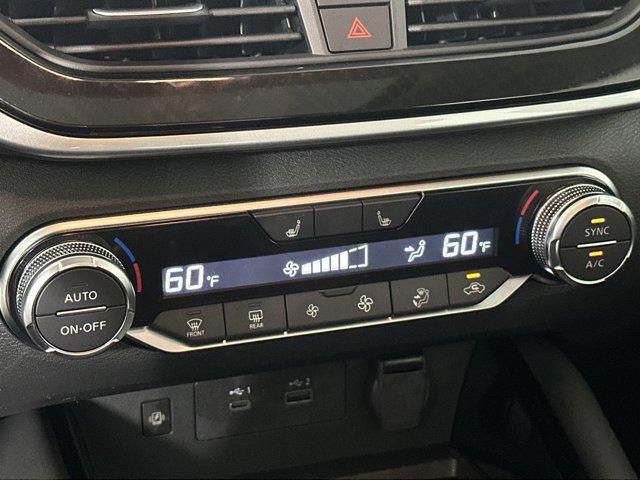 60°F
60°F
AUTO
ON·OFF
SYNC
A/C
FRONT
REAR
1
2